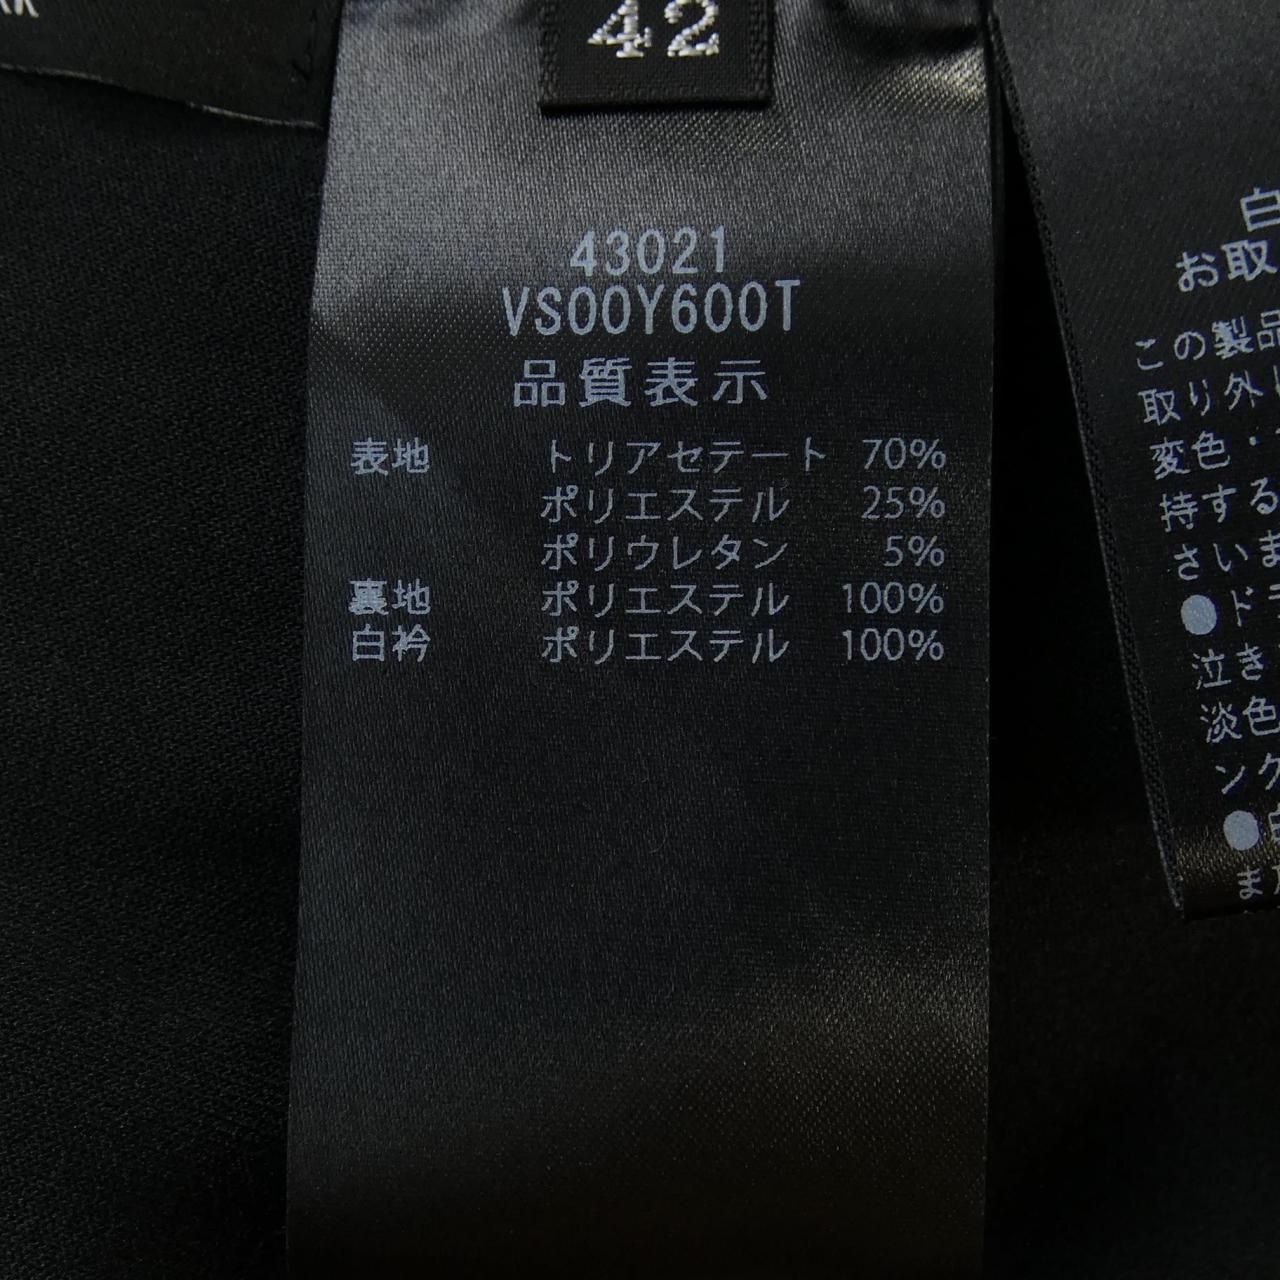 42
43021
VS00Y600T
品質表示
表地 トリアセテート 70%
ポリエステル 25%
ポリウレタン 5%
裏地 ポリエステル 100%
白衿 ポリエステル 100%
白
お取
この製品
取り外し
変色・
持する
さいま
●ド
泣き
淡色
ンク
●白
ま